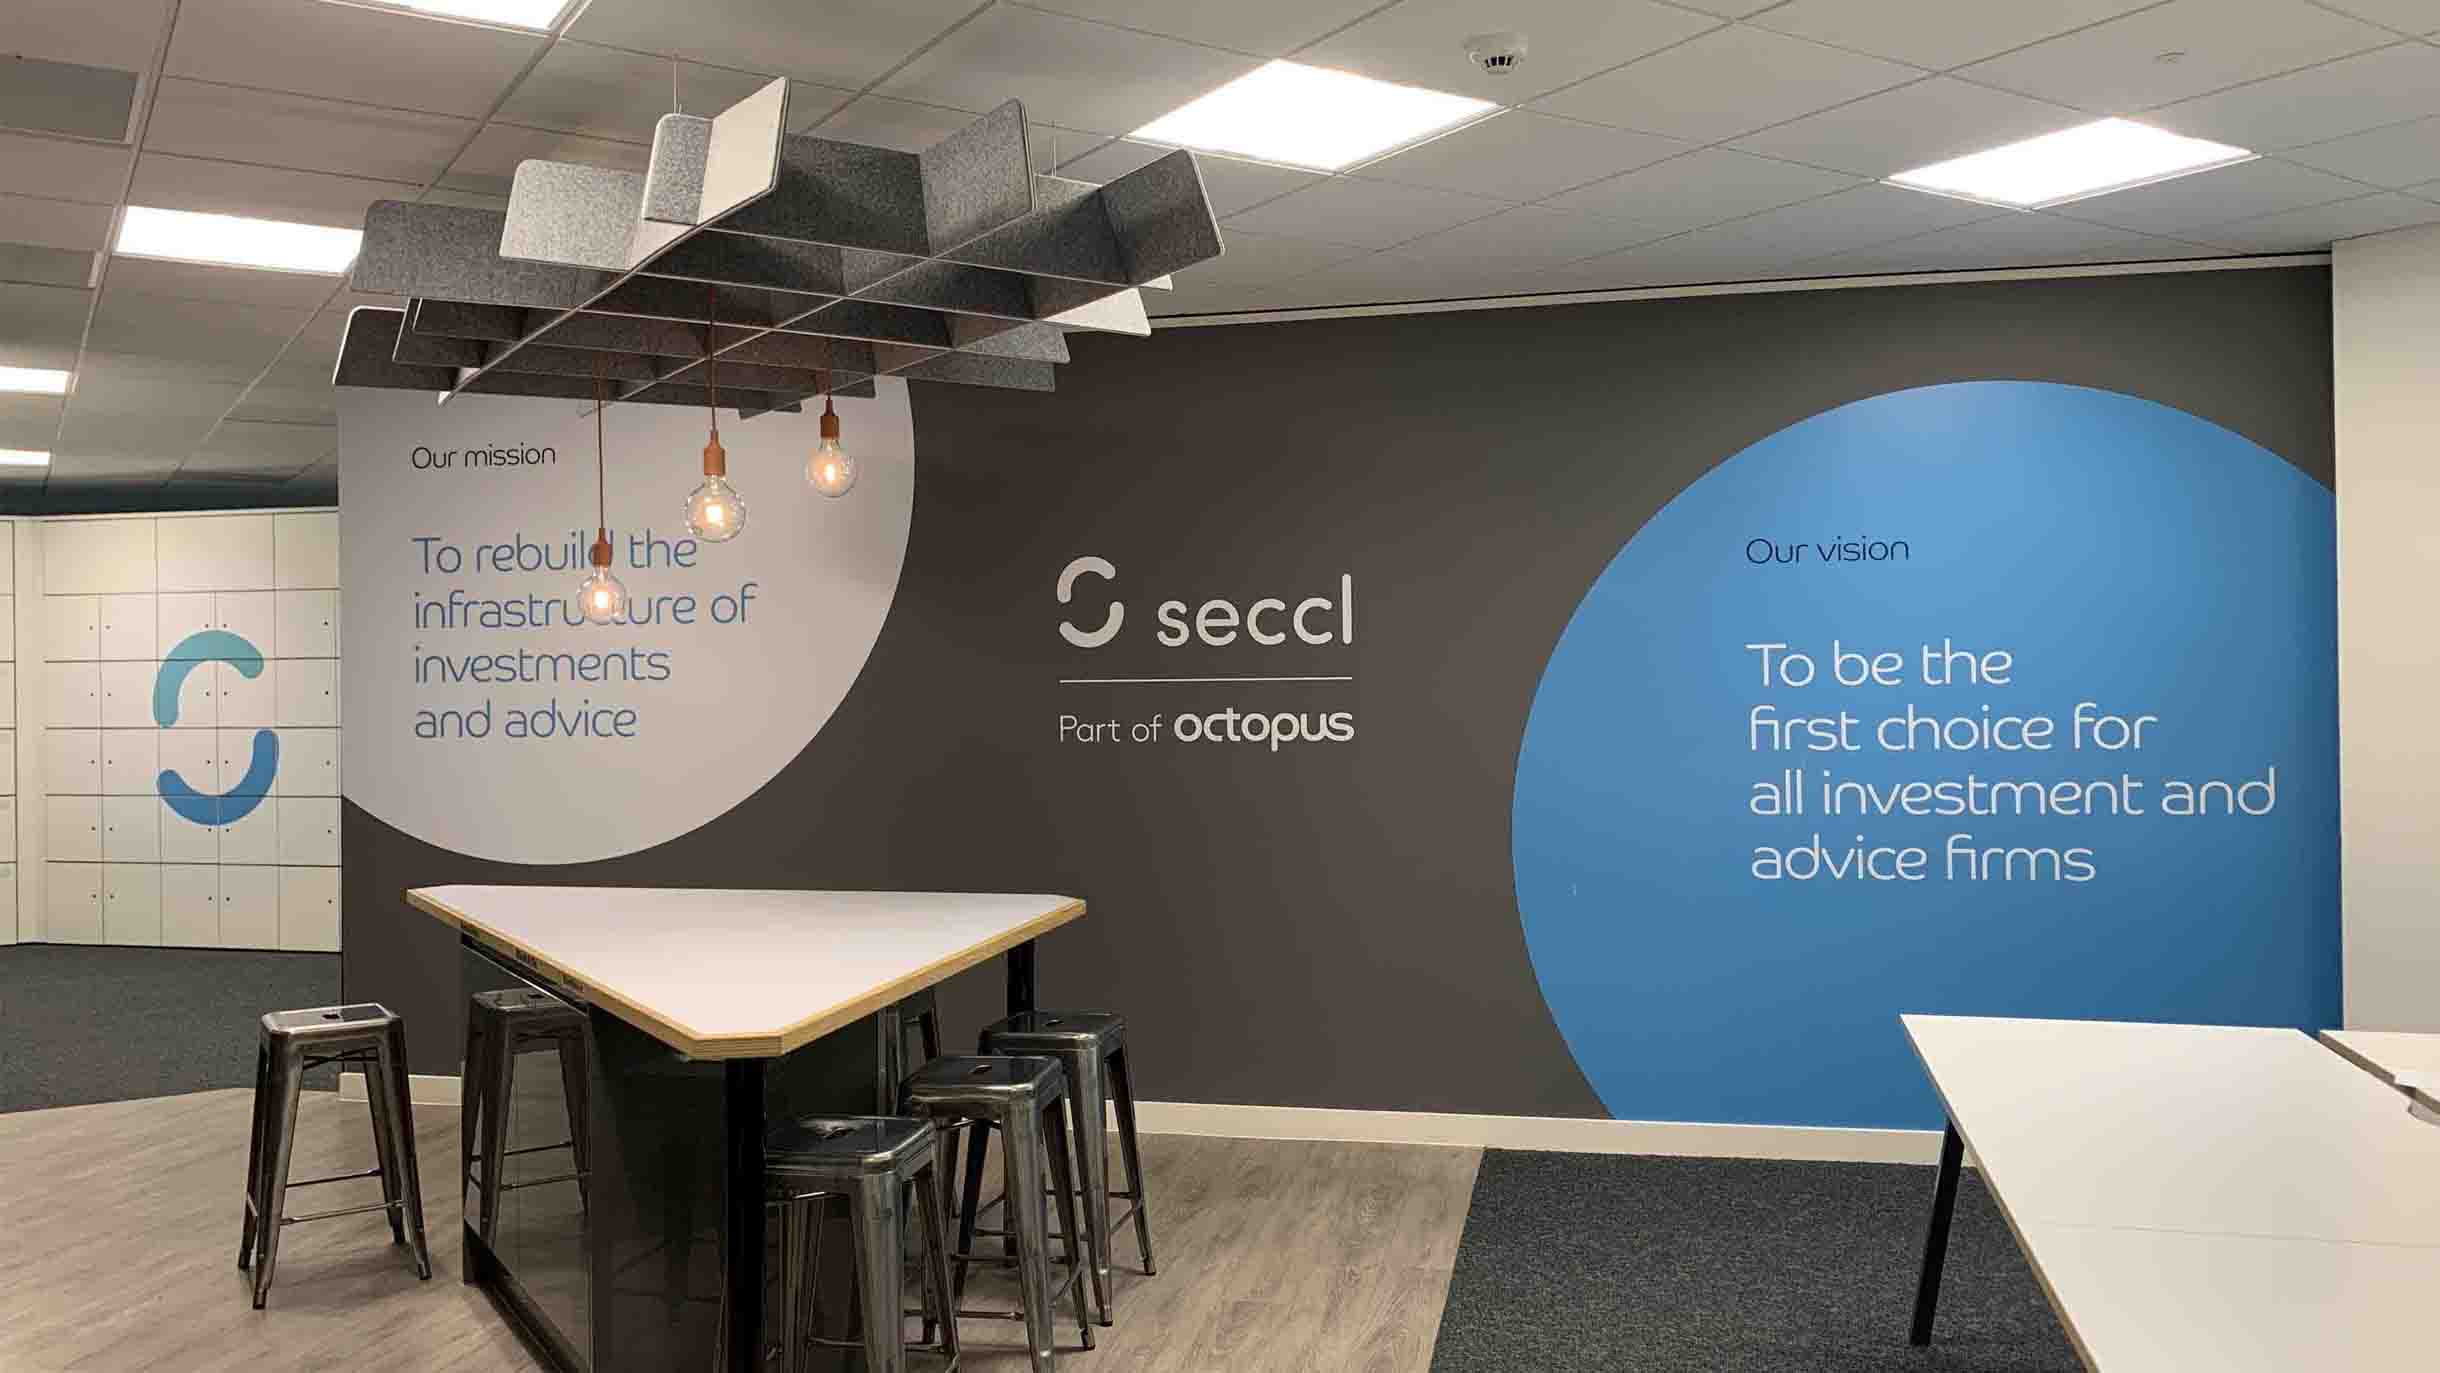 Our mission
To rebuild the
infrastructure of
investments
and advice
seccl
Part of octopus
Our vision
To be the
first choice for
all investment and
advice firms